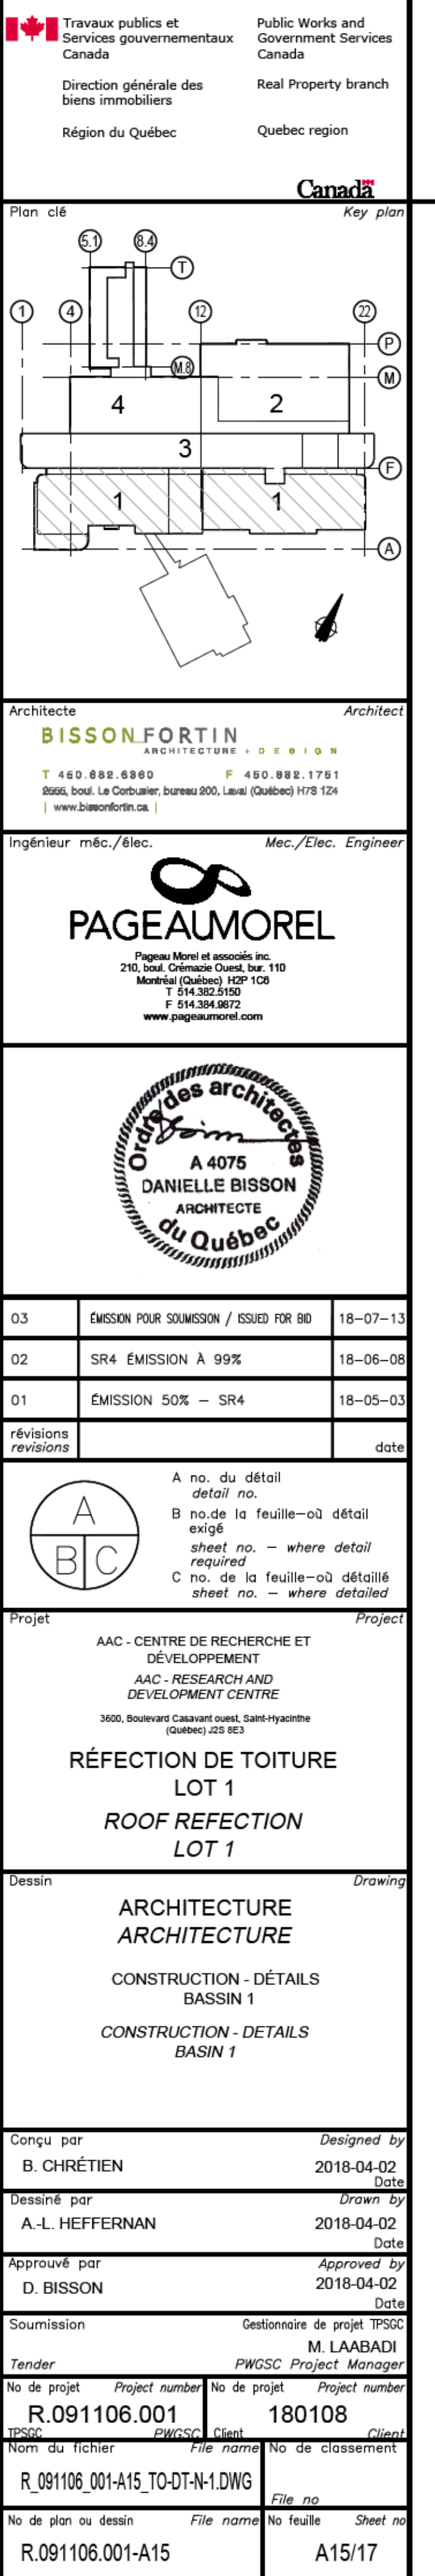 Travaux publics et
Services gouvernementaux
Canada
Public Works and
Government Services
Canada
Direction générale des
biens immobiliers
Real Property branch
Région du Québec
Quebec region
Canada
Plan clé
Key plan
5.1
8.4
T
1
4
12
22
P
M.8
M
4
2
3
F
1
1
A
Architecte
Architect
BISSON FORTIN
ARCHITECTURE + DESIGN
T 450.682.6360
F 450.682.1751
2555, boul. Le Corbusier, bureau 200, Laval (Québec) H7S 1Z4
| www.bissonfortin.ca |
Ingénieur méc./élec.
Mec./Elec. Engineer
PAGEAUMOREL
Pageau Morel et associés inc.
210, boul. Crémazie Ouest, bur. 110
Montréal (Québec) H2P 1C6
T 514.382.5150
F 514.384.9872
www.pageaumorel.com
Ordre des architectes
A 4075
DANIELLE BISSON
ARCHITECTE
du Québec
03 ÉMISSION POUR SOUMISSION / ISSUED FOR BID 18-07-13
02 SR4 ÉMISSION À 99% 18-06-08
01 ÉMISSION 50% – SR4 18-05-03
révisions
revisions
date
A
B
C
A no. du détail
detail no.
B no.de la feuille–où détail
exigé
sheet no. – where detail
required
C no. de la feuille–où détaillé
sheet no. – where detailed
Projet
Project
AAC - CENTRE DE RECHERCHE ET
DÉVELOPPEMENT
AAC - RESEARCH AND
DEVELOPMENT CENTRE
3600, Boulevard Casavant ouest, Saint-Hyacinthe
(Québec) J2S 8E3
RÉFECTION DE TOITURE
LOT 1
ROOF REFECTION
LOT 1
Dessin
Drawing
ARCHITECTURE
ARCHITECTURE
CONSTRUCTION - DÉTAILS
BASSIN 1
CONSTRUCTION - DETAILS
BASIN 1
Conçu par
Designed by
B. CHRÉTIEN
2018-04-02
Date
Dessiné par
Drawn by
A.-L. HEFFERNAN
2018-04-02
Date
Approuvé par
Approved by
D. BISSON
2018-04-02
Date
Soumission
Gestionnaire de projet TPSGC
M. LAABADI
Tender
PWGSC Project Manager
No de projet
Project number
No de projet
Project number
R.091106.001
180108
TPSGC
PWGSC
Client
Client
Nom du fichier
File name
No de classement
R_091106_001-A15_TO-DT-N-1.DWG
File no
No de plan ou dessin
File name
No feuille
Sheet no
R.091106.001-A15
A15/17